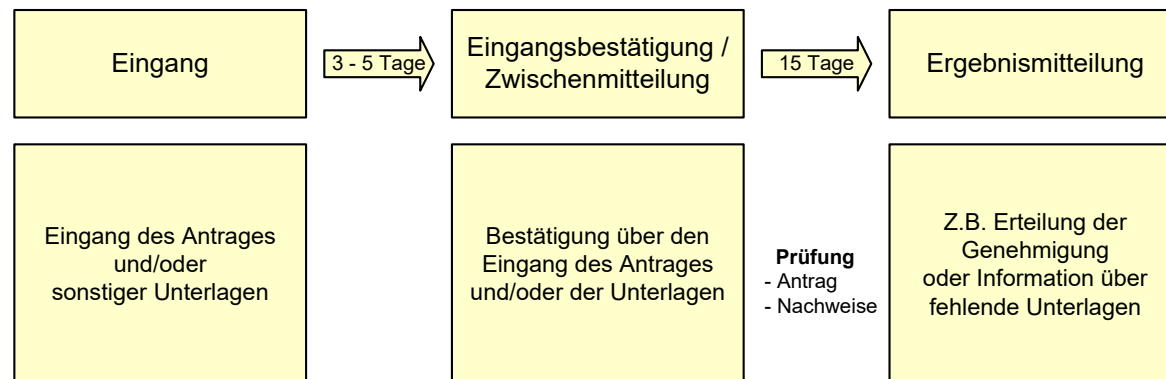 Eingang
3 - 5 Tage
Eingangsbestätigung /
Zwischenmitteilung
15 Tage
Ergebnismitteilung
Eingang des Antrages
und/oder
sonstiger Unterlagen
Bestätigung über den
Eingang des Antrages
und/oder der Unterlagen
Prüfung
- Antrag
- Nachweise
Z.B. Erteilung der
Genehmigung
oder Information über
fehlende Unterlagen